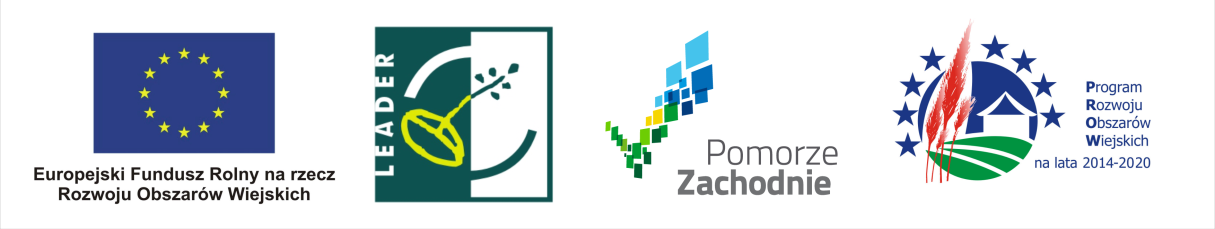 Europejski Fundusz Rolny na rzecz
Rozwoju Obszarów Wiejskich
LEADER
Pomorze
Zachodnie
Program
Rozwoju
Obszarów
Wiejskich
na lata 2014-2020